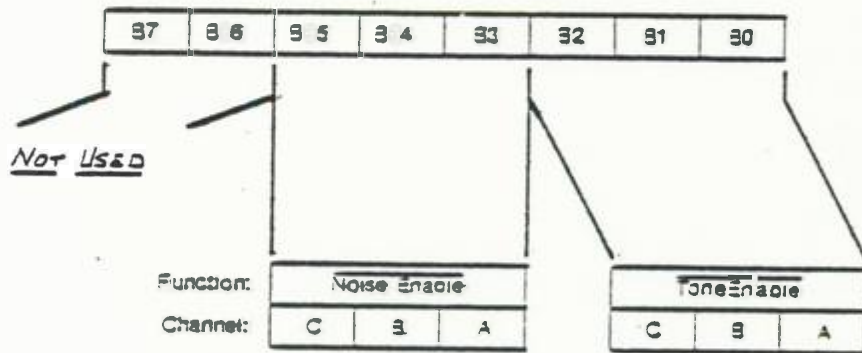 B7 B6 B5 B4 B3 B2 B1 B0
NOT USED
Function: Noise Enable Tone Enable
Channel: C B A C B A